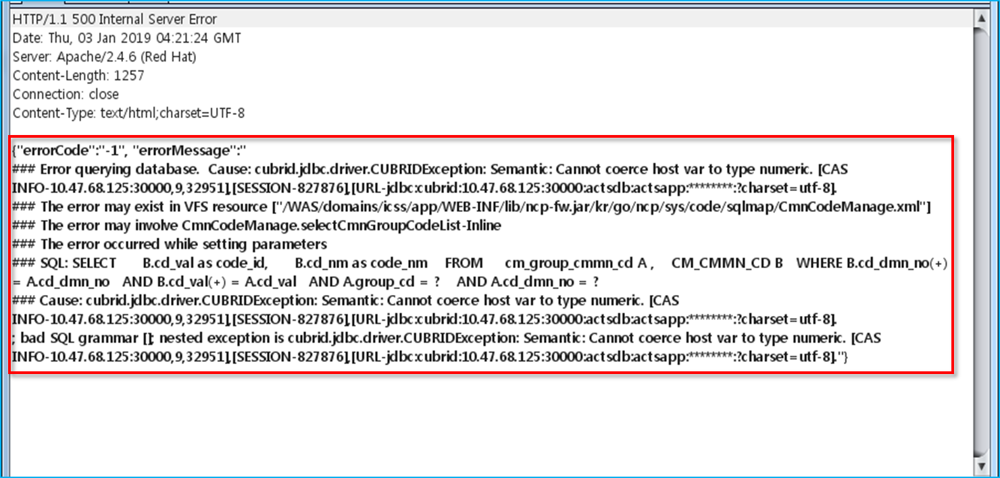 HTTP/1.1 500 Internal Server Error
Date: Thu, 03 Jan 2019 04:21:24 GMT
Server: Apache/2.4.6 (Red Hat)
Content-Length: 1257
Connection: close
Content-Type: text/html;charset=UTF-8
{"errorCode":"-1", "errorMessage":"
### Error querying database.  Cause: cubrid.jdbc.driver.CUBRIDException: Semantic: Cannot coerce host var to type numeric. [CAS
INFO-10.47.68.125:30000,9,32951],[SESSION-827876],[URL-jdbc:cubrid:10.47.68.125:30000:actsdb:actsapp:********:?charset=utf-8].
### The error may exist in VFS resource ["/WAS/domains/icss/app/WEB-INF/lib/ncp-fw.jar/kr/go/ncp/sys/code/sqlmap/CmnCodeManage.xml"]
### The error may involve CmnCodeManage.selectCmnGroupCodeList-Inline
### The error occurred while setting parameters
### SQL: SELECT      B.cd_val as code_id,      B.cd_nm as code_nm    FROM     cm_group_cmmn_cd A ,    CM_CMMN_CD B   WHERE B.cd_dmn_no(+)
= A.cd_dmn_no   AND B.cd_val(+) = A.cd_val   AND A.group_cd = ?    AND A.cd_dmn_no = ?
### Cause: cubrid.jdbc.driver.CUBRIDException: Semantic: Cannot coerce host var to type numeric. [CAS
INFO-10.47.68.125:30000,9,32951],[SESSION-827876],[URL-jdbc:cubrid:10.47.68.125:30000:actsdb:actsapp:********:?charset=utf-8].
; bad SQL grammar []; nested exception is cubrid.jdbc.driver.CUBRIDException: Semantic: Cannot coerce host var to type numeric. [CAS
INFO-10.47.68.125:30000,9,32951],[SESSION-827876],[URL-jdbc:cubrid:10.47.68.125:30000:actsdb:actsapp:********:?charset=utf-8]."}